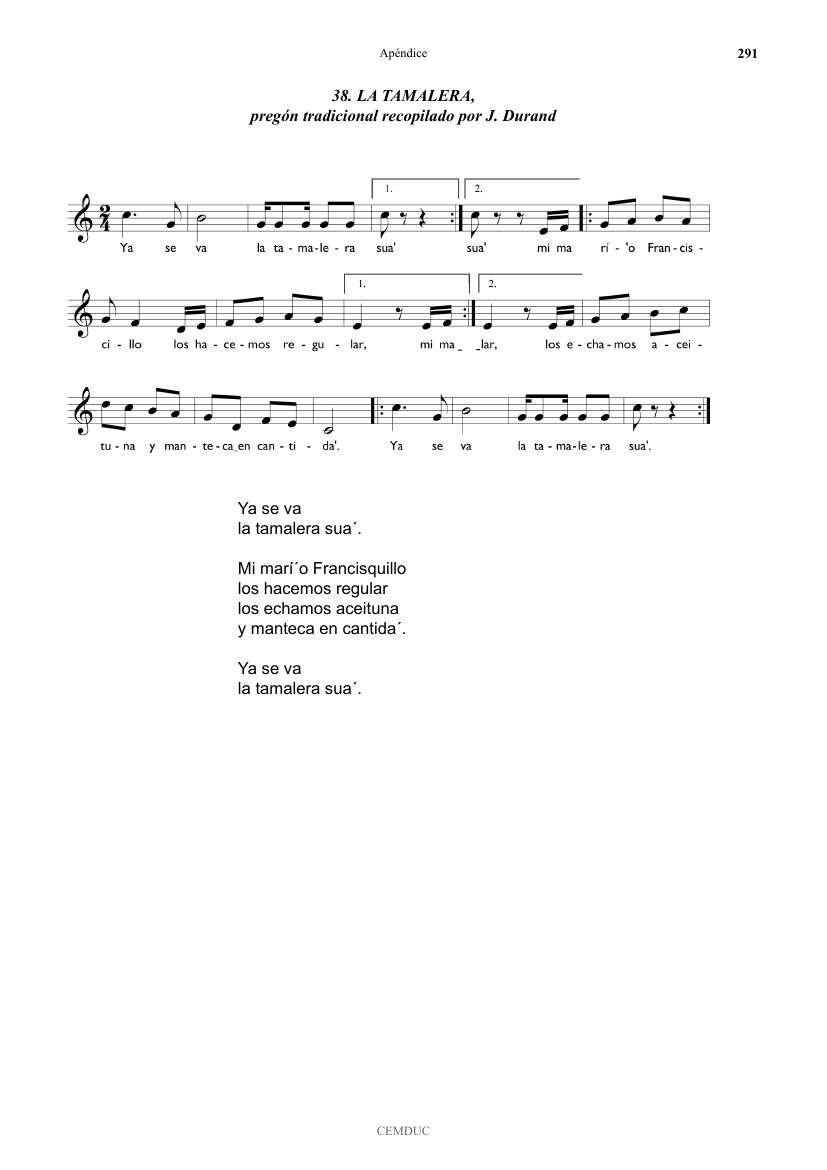 Apéndice 291
38. LA TAMALERA,
pregón tradicional recopilado por J. Durand
1. 2.
Ya se va la ta - ma - le - ra sua' sua' mi ma rí - 'o Fran - cis -
1. 2.
ci - llo los ha - ce - mos re - gu - lar, mi ma _ _lar, los e - cha - mos a - cei -
tu - na y man - te - ca_en can - ti - da'. Ya se va la ta - ma - le - ra sua'.
Ya se va
la tamalera sua´.
Mi marí´o Francisquillo
los hacemos regular
los echamos aceituna
y manteca en cantida´.
Ya se va
la tamalera sua´.
CEMDUC